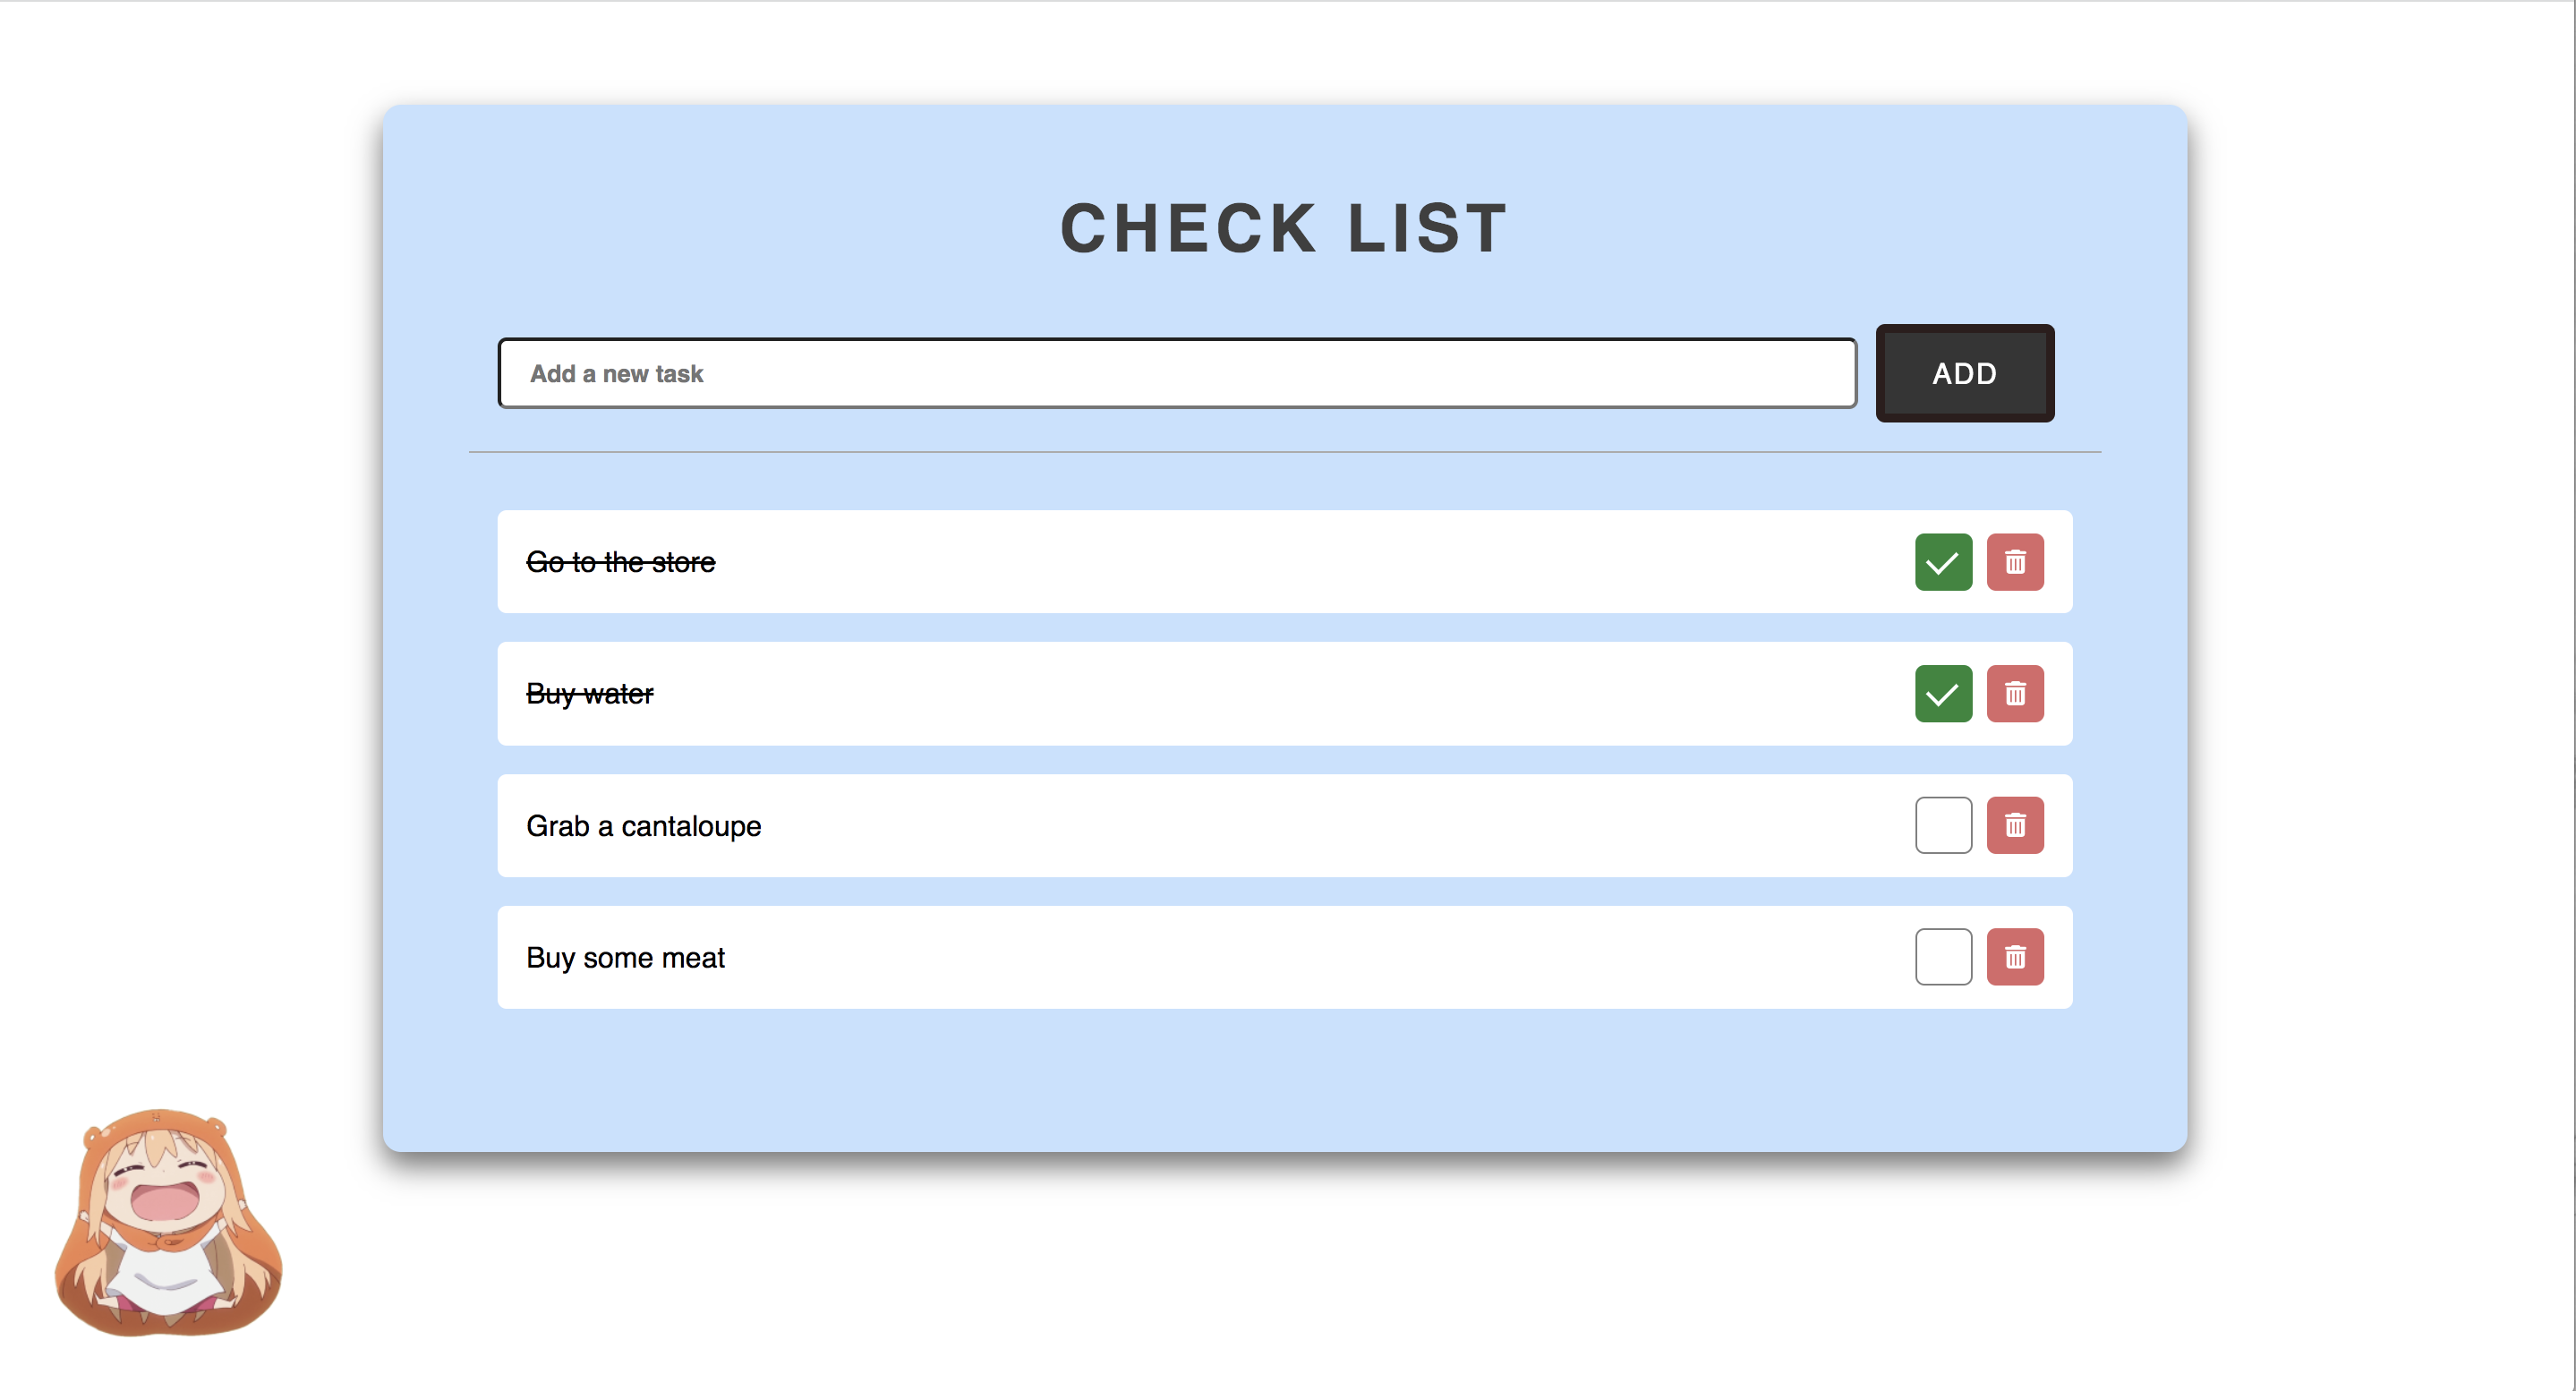 CHECK LIST
Add a new task
ADD
Go to the store
Buy water
Grab a cantaloupe
Buy some meat